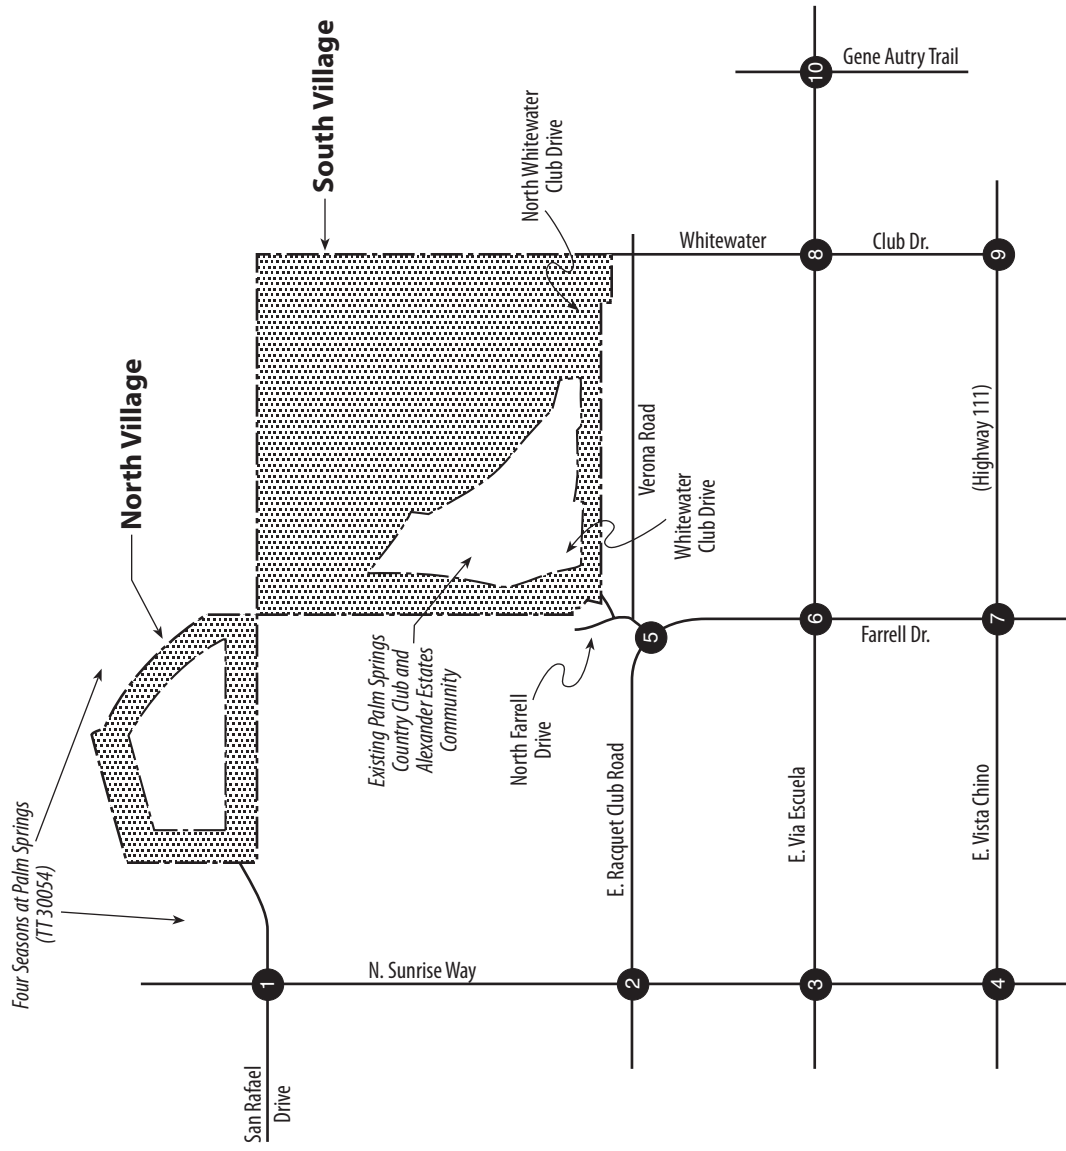 Gene Autry Trail
South Village
North Whitewater
Club Drive
Whitewater
Club Dr.
North Village
Verona Road
(Highway 111)
Whitewater
Club Drive
Existing Palm Springs
Country Club and
Alexander Estates
Community
North Farrell
Drive
Farrell Dr.
Four Seasons at Palm Springs
(TT 30054)
E. Racquet Club Road
E. Via Escuela
E. Vista Chino
N. Sunrise Way
San Rafael
Drive
1
2
3
4
5
6
7
8
9
10